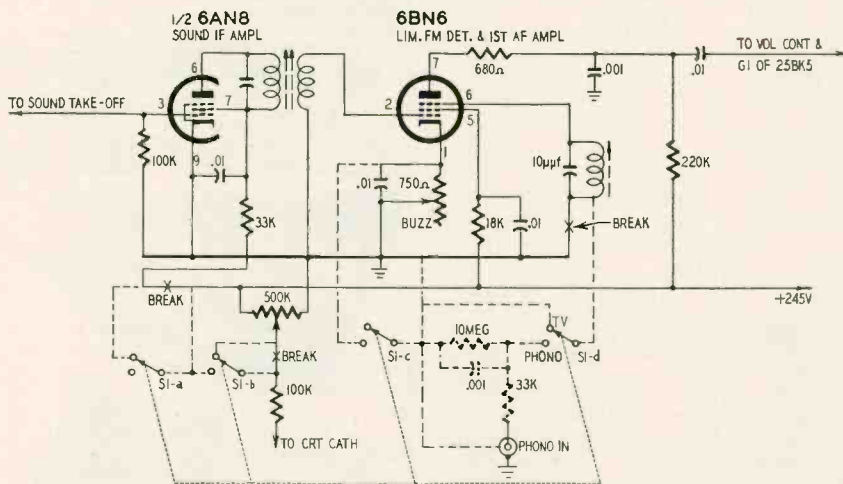 1/2 6AN8
SOUND IF AMPL
6BN6
LIM. FM DET. & IST AF AMPL
TO VOL CONT &
G1 OF 25BK5
6
3
7
9
TO SOUND TAKE-OFF
100K
.01
33K
7
2
6
5
1
680Ω
.001
.01
10µµf
220K
.01
750Ω
BUZZ
18K
.01
BREAK
BREAK
500K
+245V
BREAK
S1-a
S1-b
100K
TO CRT CATH
S1-c
10MEG
.001
33K
TV
PHONO
S1-d
PHONO IN